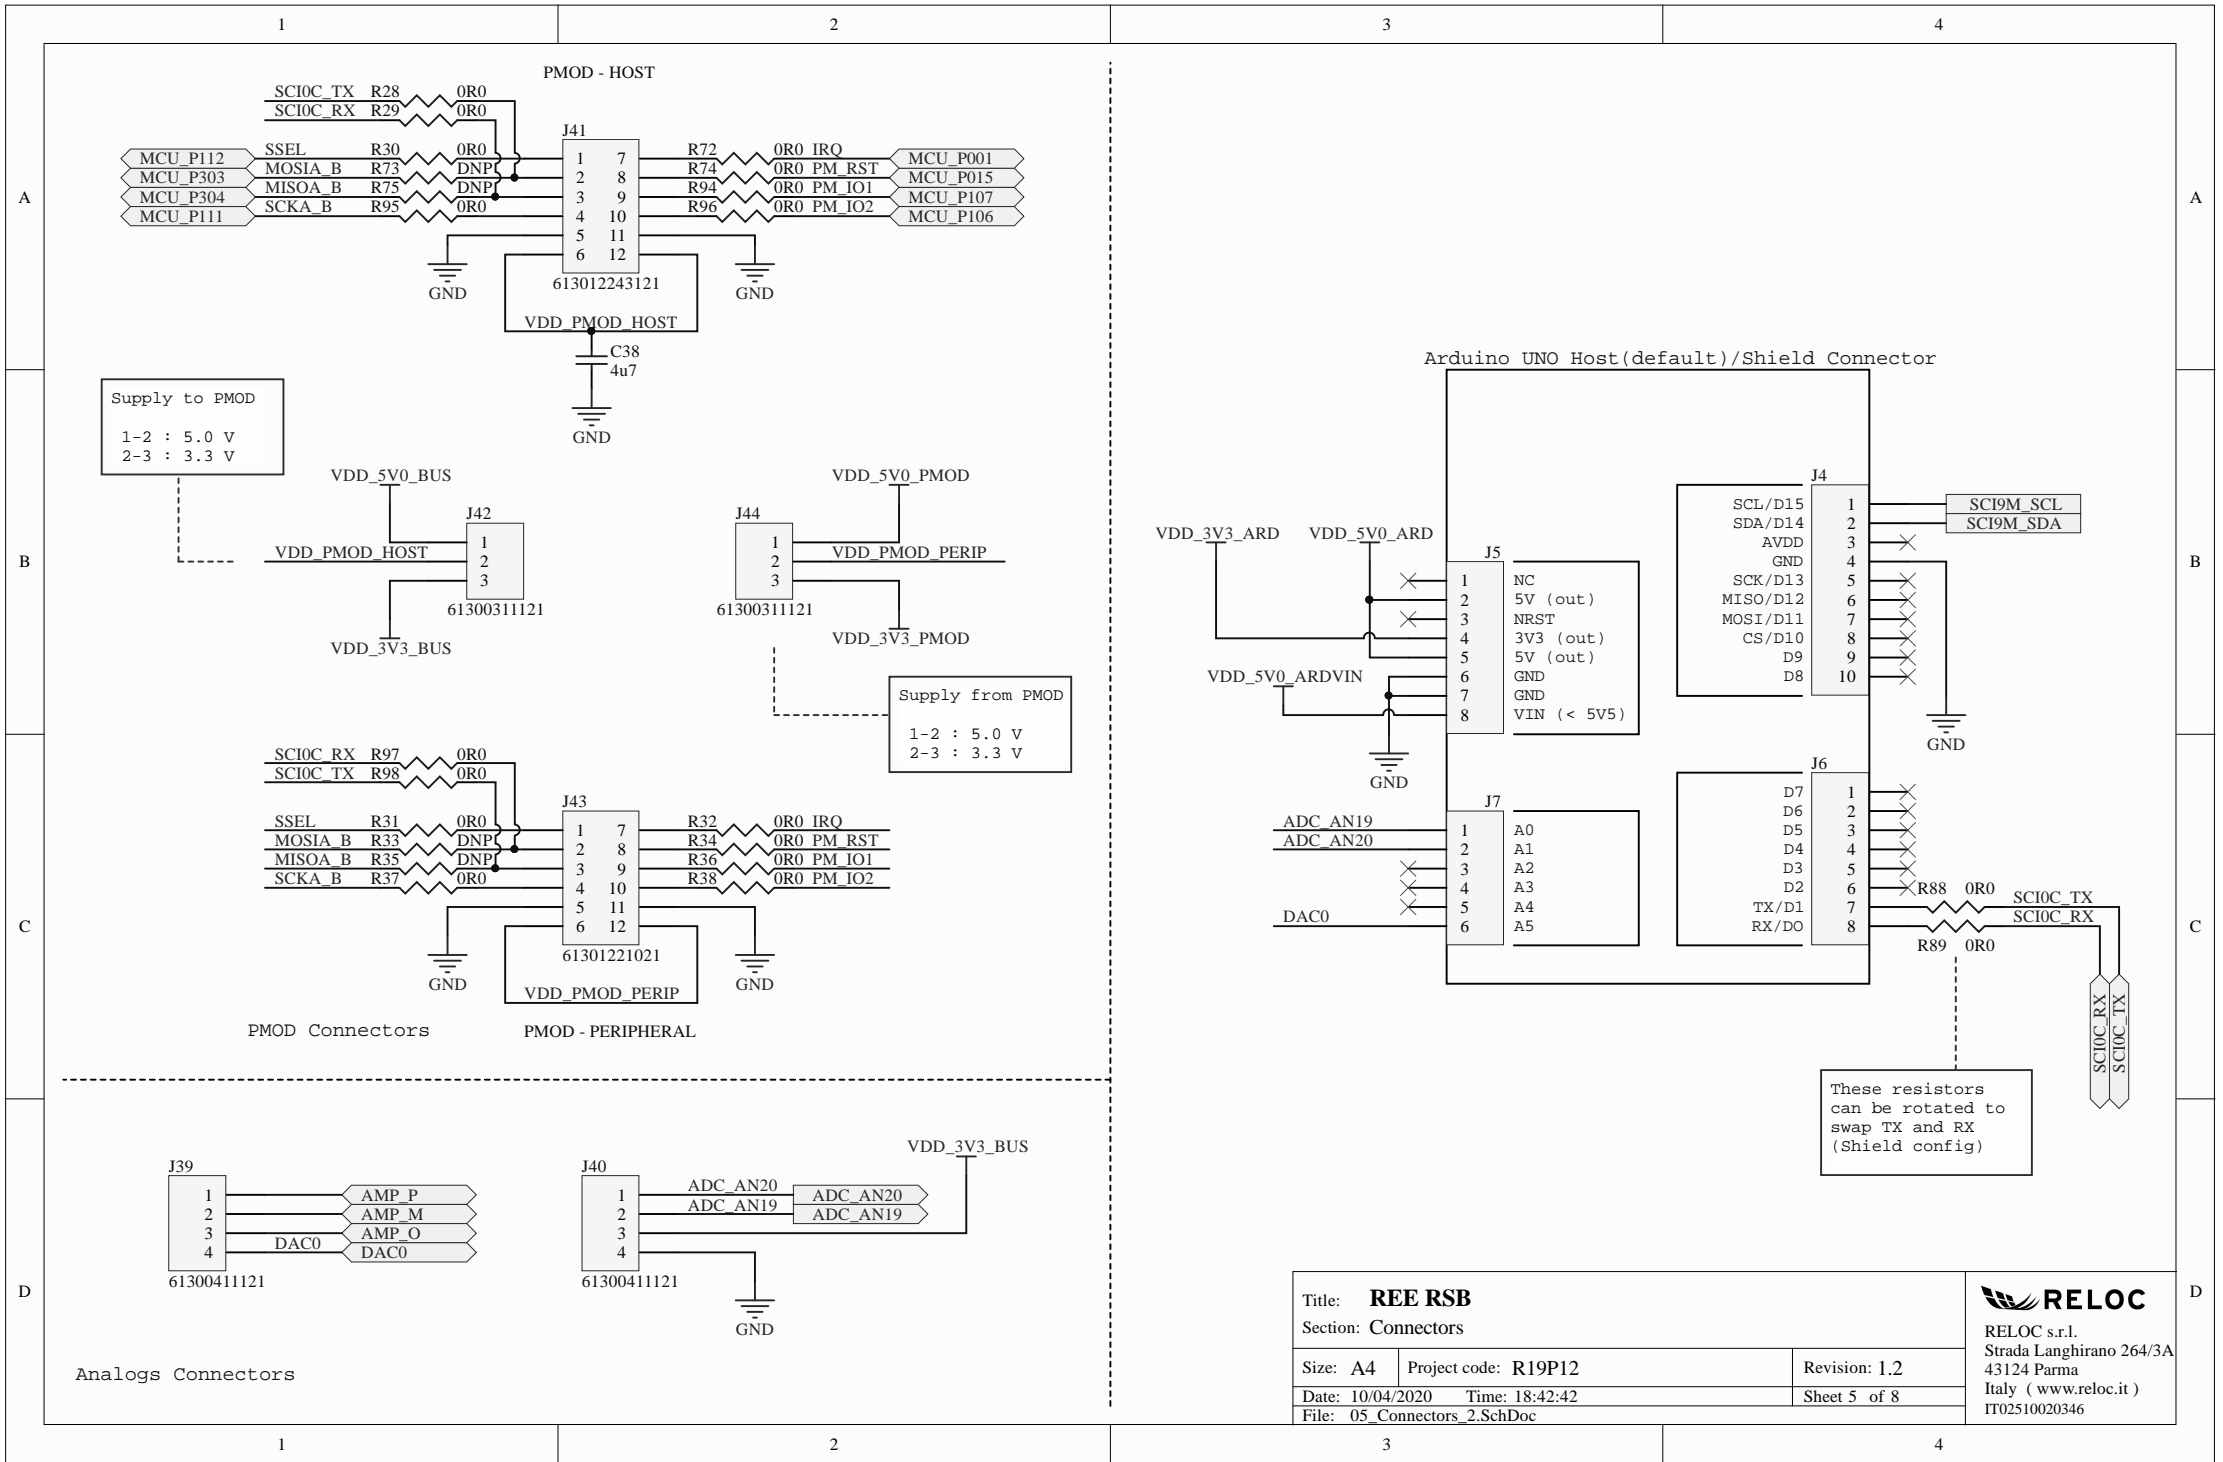 1 2 3 4
A B C D
PMOD - HOST
SCI0C_TX R28 0R0
SCI0C_RX R29 0R0
J41
MCU_P112 SSEL R30 0R0 1 7 R72 0R0 IRQ MCU_P001
MCU_P303 MOSIA_B R73 DNP 2 8 R74 0R0 PM_RST MCU_P015
MCU_P304 MISOA_B R75 DNP 3 9 R94 0R0 PM_IO1 MCU_P107
MCU_P111 SCKA_B R95 0R0 4 10 R96 0R0 PM_IO2 MCU_P106
5 11
6 12
GND 613012243121 GND
VDD_PMOD_HOST
C38
4u7
GND
Supply to PMOD
1-2 : 5.0 V
2-3 : 3.3 V
VDD_5V0_BUS
J42
1
VDD_PMOD_HOST 2
3
61300311121
VDD_3V3_BUS
VDD_5V0_PMOD
J44
1
2 VDD_PMOD_PERIP
3
61300311121
VDD_3V3_PMOD
Supply from PMOD
1-2 : 5.0 V
2-3 : 3.3 V
SCI0C_RX R97 0R0
SCI0C_TX R98 0R0
J43
SSEL R31 0R0 1 7 R32 0R0 IRQ
MOSIA_B R33 DNP 2 8 R34 0R0 PM_RST
MISOA_B R35 DNP 3 9 R36 0R0 PM_IO1
SCKA_B R37 0R0 4 10 R38 0R0 PM_IO2
5 11
6 12
GND 61301221021 GND
VDD_PMOD_PERIP
PMOD Connectors
PMOD - PERIPHERAL
J39
1 AMP_P
2 AMP_M
3 AMP_O
4 DAC0 DAC0
61300411121
VDD_3V3_BUS
J40
1 ADC_AN20 ADC_AN20
2 ADC_AN19 ADC_AN19
3
4
61300411121
GND
Analogs Connectors
Arduino UNO Host(default)/Shield Connector
VDD_3V3_ARD VDD_5V0_ARD
J5
1 NC
2 5V (out)
3 NRST
4 3V3 (out)
5 5V (out)
VDD_5V0_ARDVIN 6 GND
7 GND
8 VIN (< 5V5)
GND
J4
SCL/D15 1 SCI9M_SCL
SDA/D14 2 SCI9M_SDA
AVDD 3
GND 4
SCK/D13 5
MISO/D12 6
MOSI/D11 7
CS/D10 8
D9 9
D8 10
GND
J7
ADC_AN19 1 A0
ADC_AN20 2 A1
3 A2
4 A3
5 A4
DAC0 6 A5
J6
D7 1
D6 2
D5 3
D4 4
D3 5
D2 6
TX/D1 7 R88 0R0 SCI0C_TX
RX/DO 8 R89 0R0 SCI0C_RX
SCI0C_RX
SCI0C_TX
These resistors
can be rotated to
swap TX and RX
(Shield config)
Title: REE RSB
Section: Connectors
Size: A4 Project code: R19P12 Revision: 1.2
Date: 10/04/2020 Time: 18:42:42 Sheet 5 of 8
File: 05_Connectors_2.SchDoc
RELOC
RELOC s.r.l.
Strada Langhirano 264/3A
43124 Parma
Italy ( www.reloc.it )
IT02510020346
A B C D
1 2 3 4